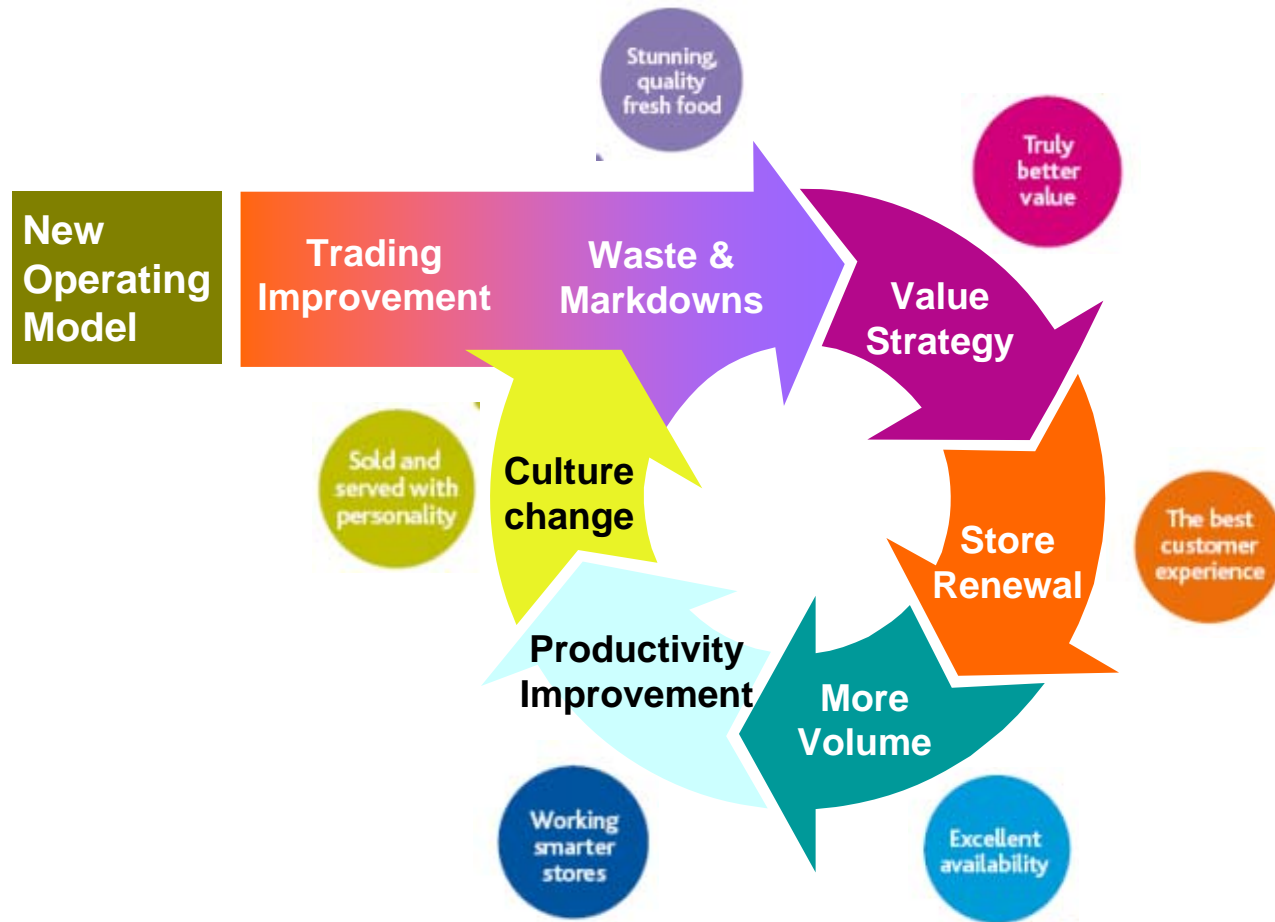 Stunning,
quality
fresh food
Truly
better
value
New
Operating
Model
Trading
Improvement
Waste &
Markdowns
Value
Strategy
Sold and
served with
personality
Culture
change
Store
Renewal
The best
customer
experience
Productivity
Improvement
More
Volume
Working
smarter
stores
Excellent
availability